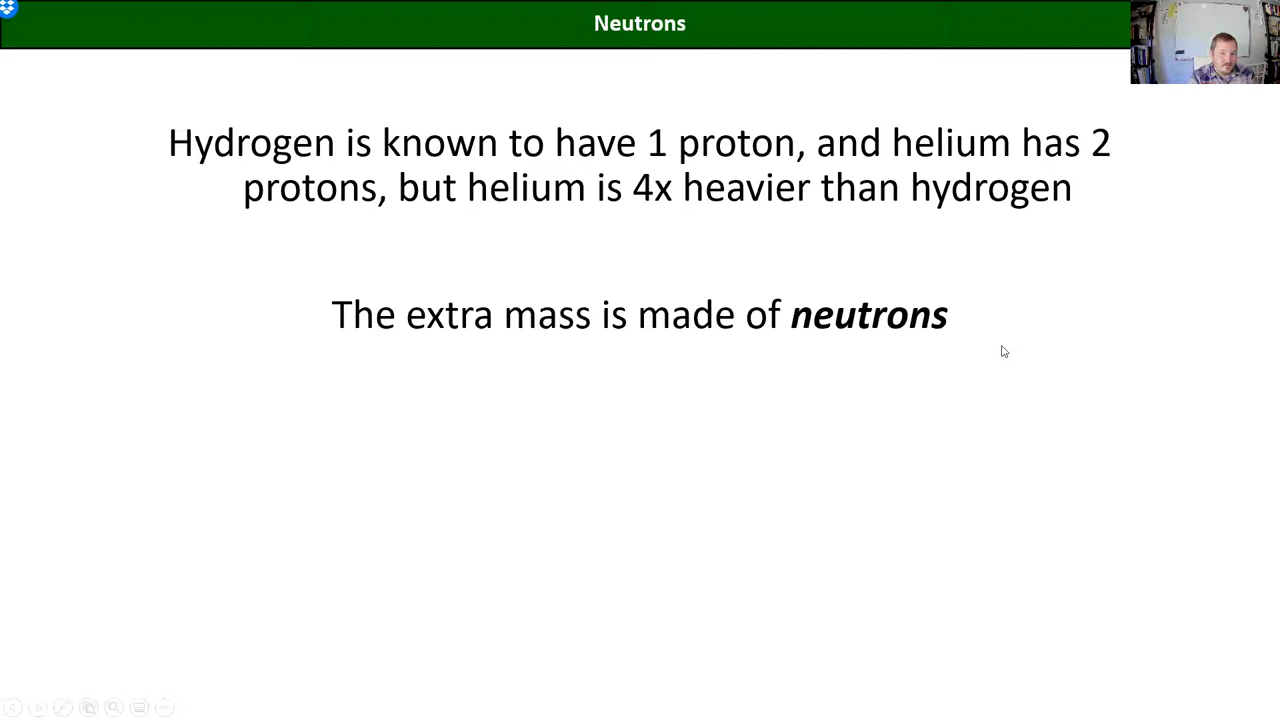 Neutrons
Hydrogen is known to have 1 proton, and helium has 2
protons, but helium is 4x heavier than hydrogen
The extra mass is made of neutrons